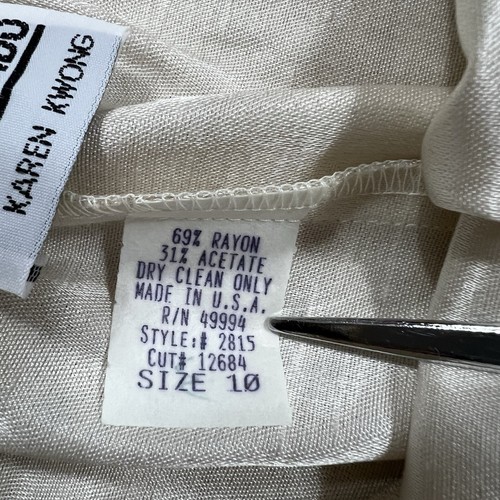 KAREN KWONG
69% RAYON
31% ACETATE
DRY CLEAN ONLY
MADE IN U.S.A.
R/N 49994
STYLE:# 2815
CUT# 12684
SIZE 10